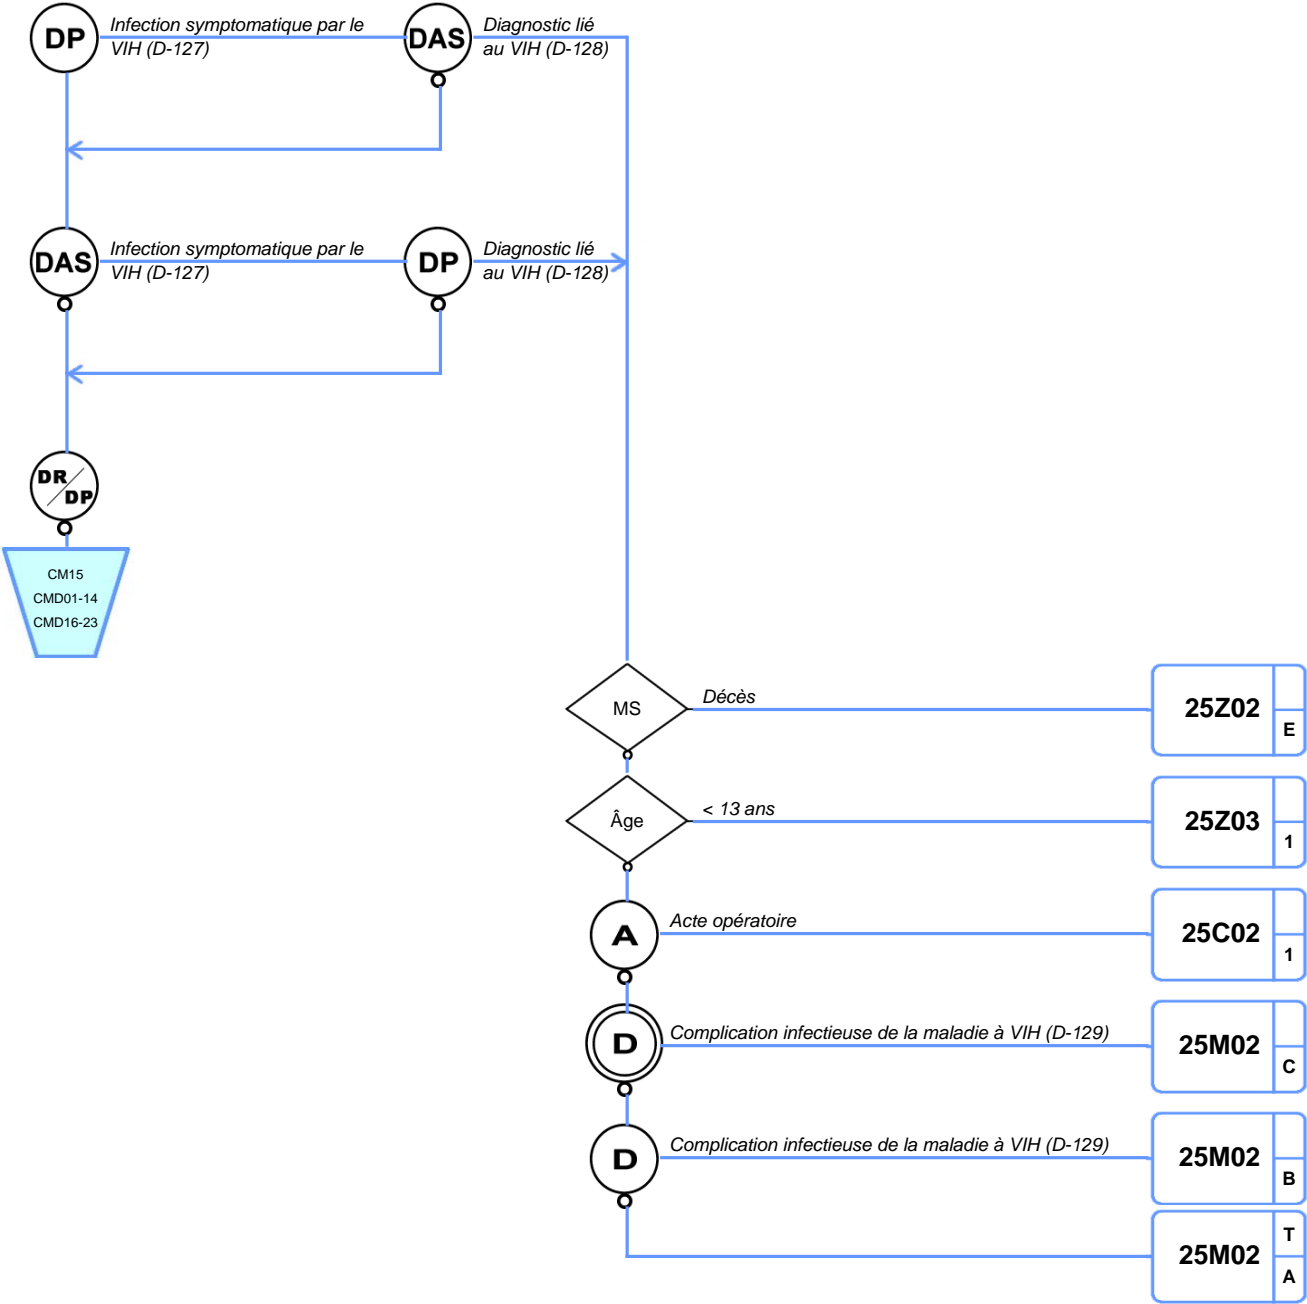 DP
Infection symptomatique par le
VIH (D-127)
DAS
Diagnostic lié
au VIH (D-128)
DAS
Infection symptomatique par le
VIH (D-127)
DP
Diagnostic lié
au VIH (D-128)
DR
DP
CM15
CMD01-14
CMD16-23
MS
Décès
25Z02
E
Âge
< 13 ans
25Z03
1
A
Acte opératoire
25C02
1
D
Complication infectieuse de la maladie à VIH (D-129)
25M02
C
D
Complication infectieuse de la maladie à VIH (D-129)
25M02
B
25M02
T
A